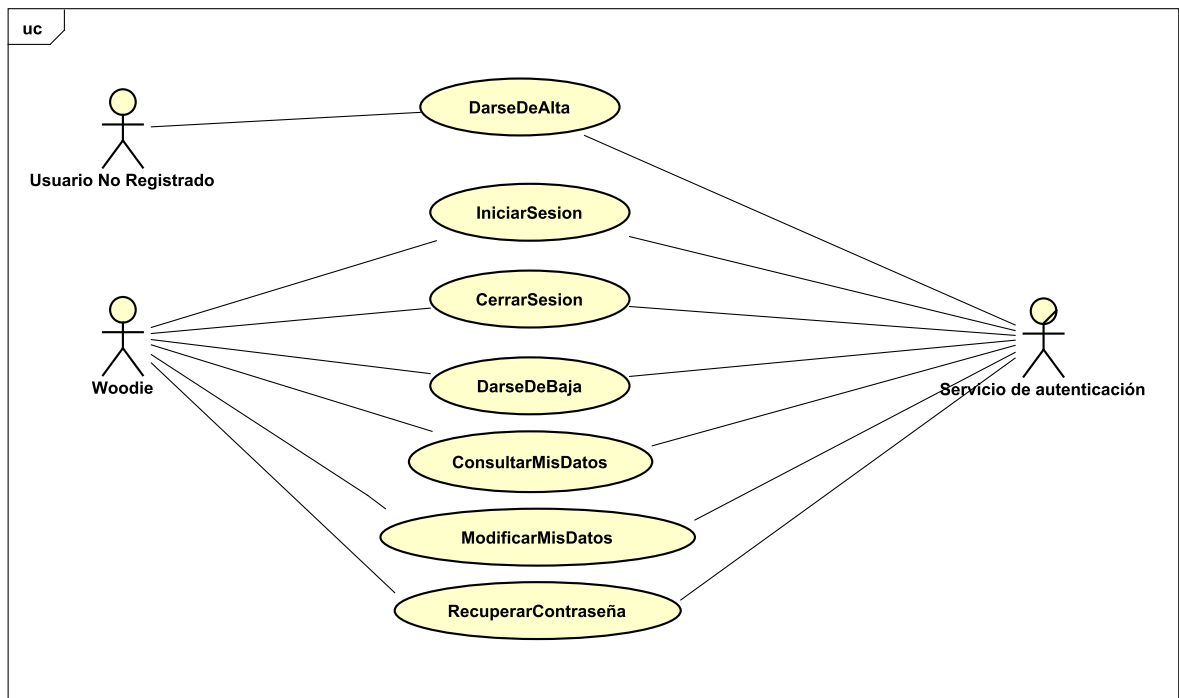 uc
DarseDeAlta
Usuario No Registrado
IniciarSesion
CerrarSesion
Woodie
DarseDeBaja
Servicio de autenticación
ConsultarMisDatos
ModificarMisDatos
RecuperarContraseña